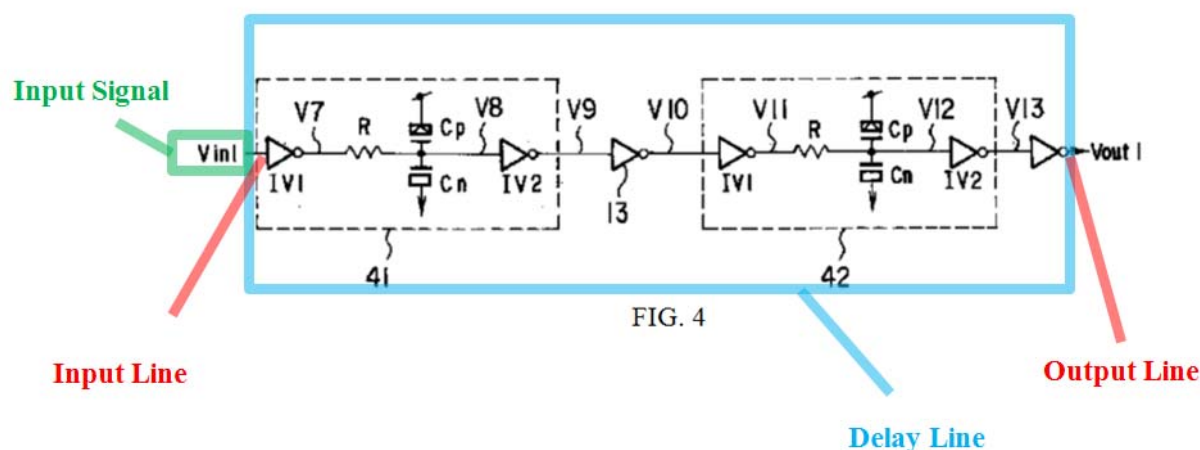 Input Signal
Vin1
V7
R
Cp
V8
V9
V10
V11
R
Cp
V12
V13
Vout 1
IV1
Cn
IV2
13
IV1
Cn
IV2
41
42
FIG. 4
Input Line
Output Line
Delay Line